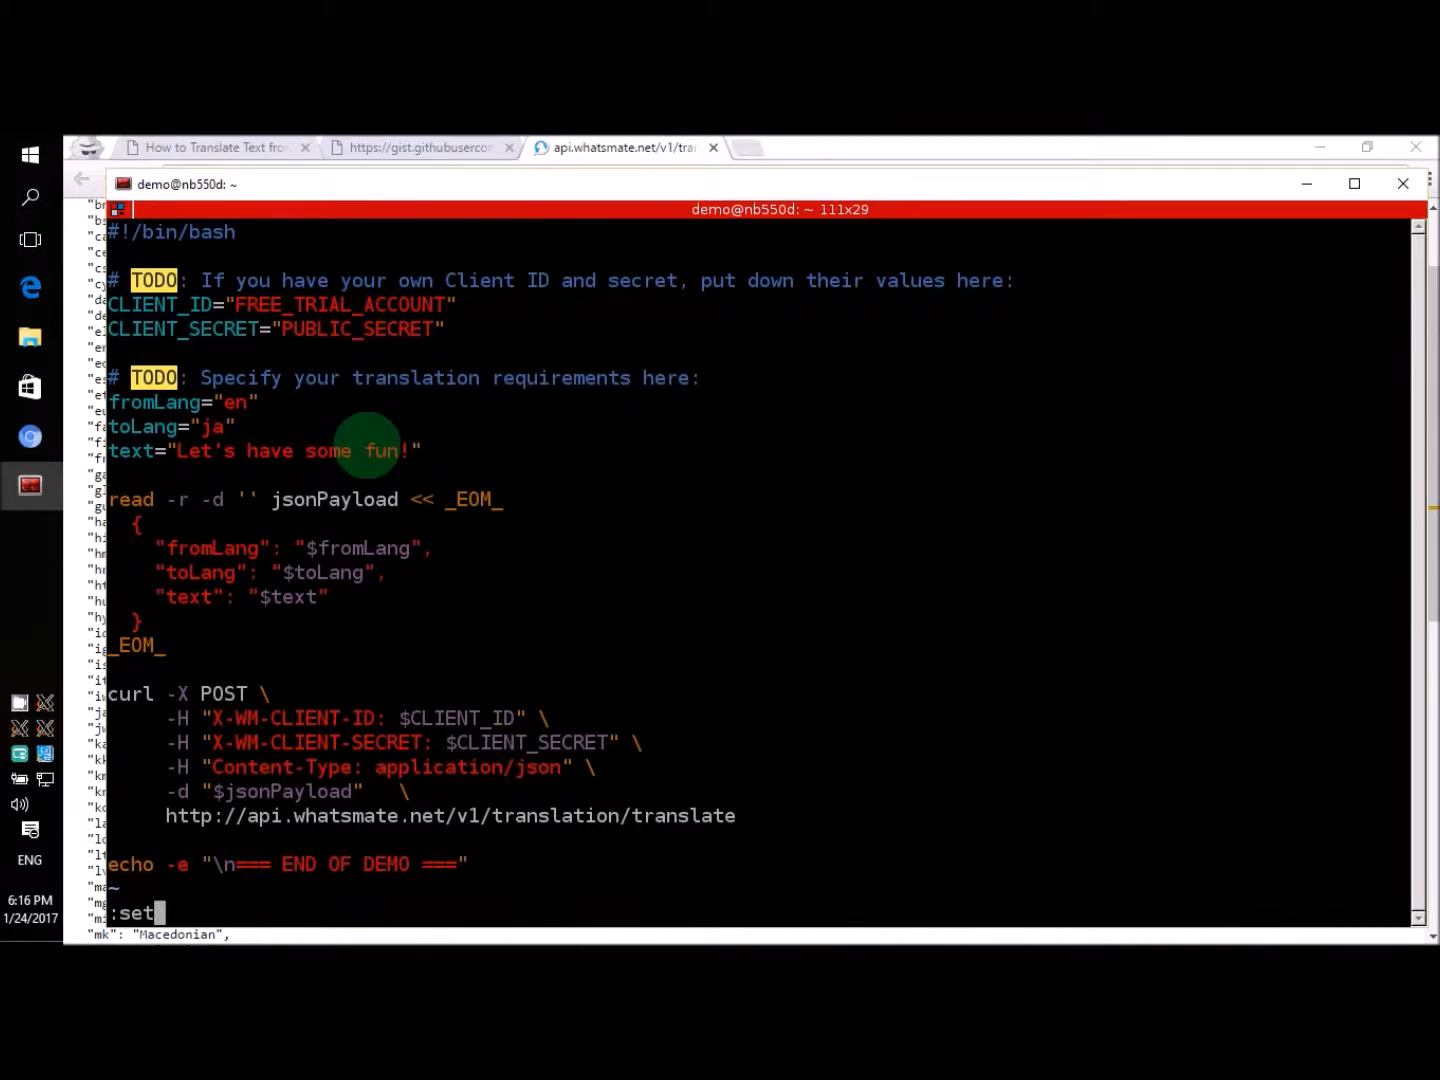 How to Translate Text fro
https://gist.githubusercon
api.whatsmate.net/v1/tra
demo@nb550d: ~
demo@nb550d: ~ 111x29
#!/bin/bash
# TODO: If you have your own Client ID and secret, put down their values here:
CLIENT_ID="FREE_TRIAL_ACCOUNT"
CLIENT_SECRET="PUBLIC_SECRET"
# TODO: Specify your translation requirements here:
fromLang="en"
toLang="ja"
text="Let's have some fun!"
read -r -d '' jsonPayload << _EOM_
{
"fromLang": "$fromLang",
"toLang": "$toLang",
"text": "$text"
}
_EOM_
curl -X POST \
-H "X-WM-CLIENT-ID: $CLIENT_ID" \
-H "X-WM-CLIENT-SECRET: $CLIENT_SECRET" \
-H "Content-Type: application/json" \
-d "$jsonPayload" \
http://api.whatsmate.net/v1/translation/translate
echo -e "\n=== END OF DEMO ==="
~
:set
"mk": "Macedonian",
ENG
6:16 PM
1/24/2017